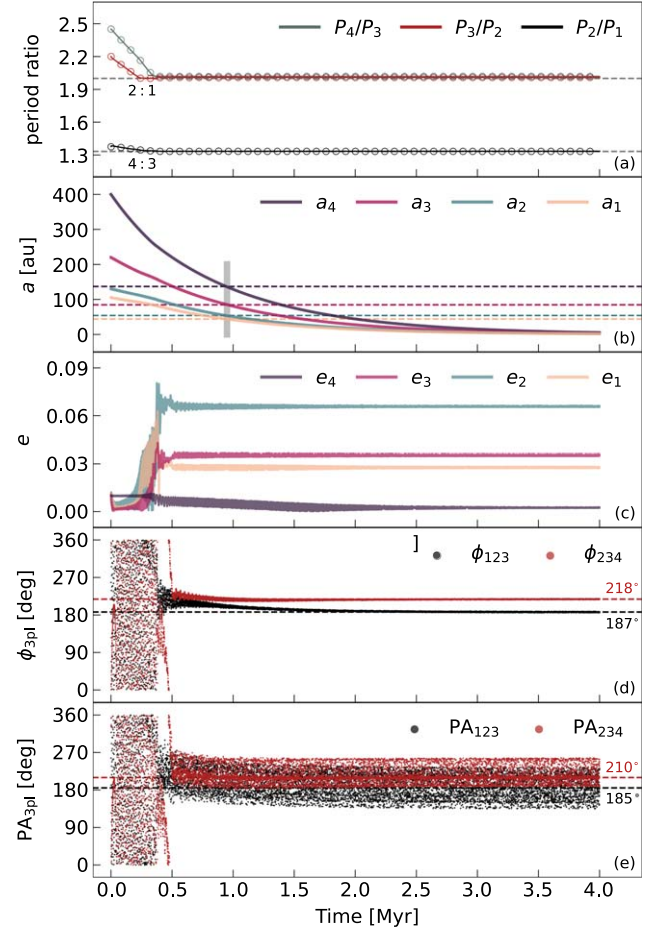 P₄/P₃ P₃/P₂ P₂/P₁
period ratio
2.5
2.2
1.9
1.6
1.3
2 : 1
4 : 3
(a)
a₄ a₃ a₂ a₁
a [au]
400
300
200
100
0
(b)
e₄ e₃ e₂ e₁
e
0.09
0.06
0.03
0.00
(c)
] ϕ₁₂₃ ϕ₂₃₄
ϕ₃ₚₗ [deg]
360
270
180
90
0
218°
187°
(d)
PA₁₂₃ PA₂₃₄
PA₃ₚₗ [deg]
360
270
180
90
0
210°
185°
(e)
0.0 0.5 1.0 1.5 2.0 2.5 3.0 3.5 4.0
Time [Myr]